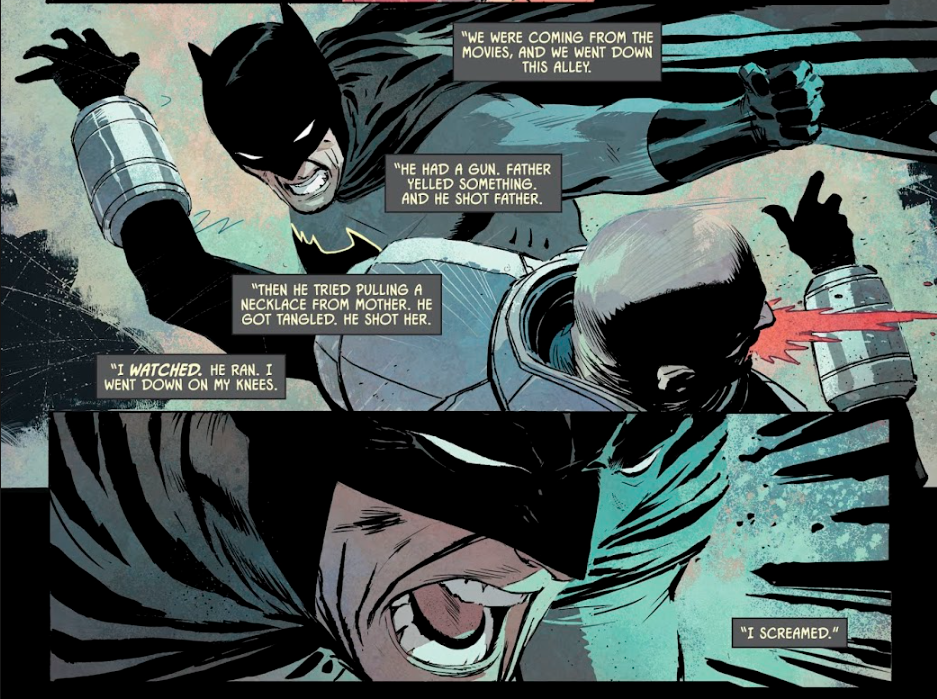 "WE WERE COMING FROM THE
MOVIES, AND WE WENT DOWN
THIS ALLEY.
"HE HAD A GUN. FATHER
YELLED SOMETHING.
AND HE SHOT FATHER.
"THEN HE TRIED PULLING A
NECKLACE FROM MOTHER. HE
GOT TANGLED. HE SHOT HER.
"I WATCHED. HE RAN. I
WENT DOWN ON MY KNEES.
"I SCREAMED."